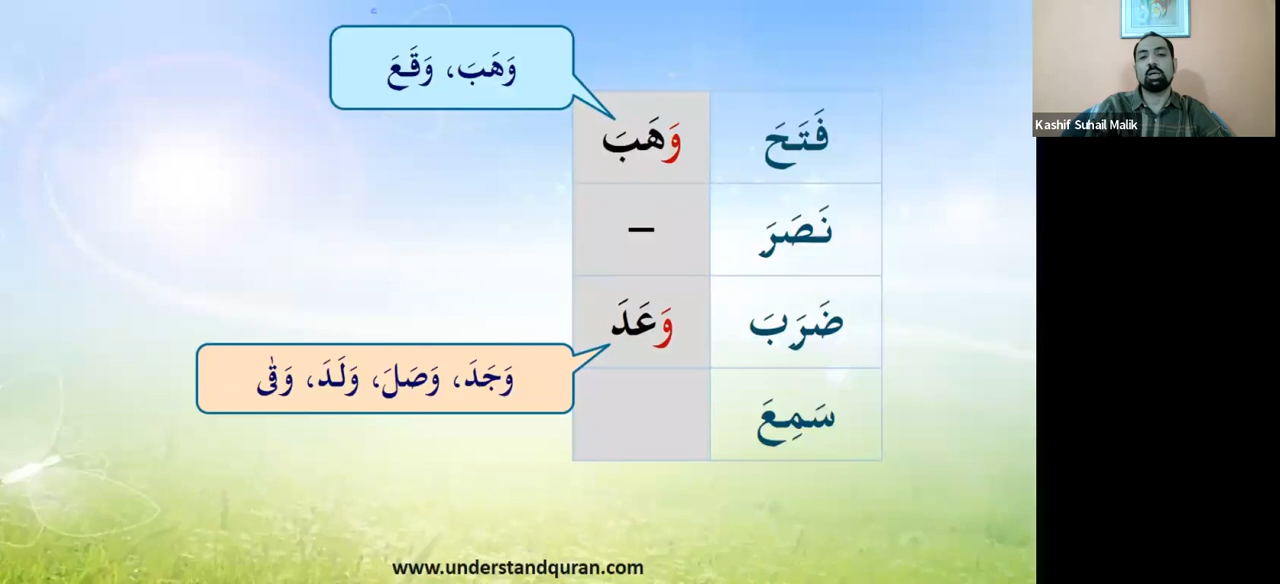 وَهَبَ، وَقَعَ
فَتَحَ وَهَبَ
نَصَرَ –
ضَرَبَ وَعَدَ
وَجَدَ، وَصَلَ، وَلَدَ، وَقٰى
سَمِعَ
www.understandquran.com
Kashif Suhail Malik